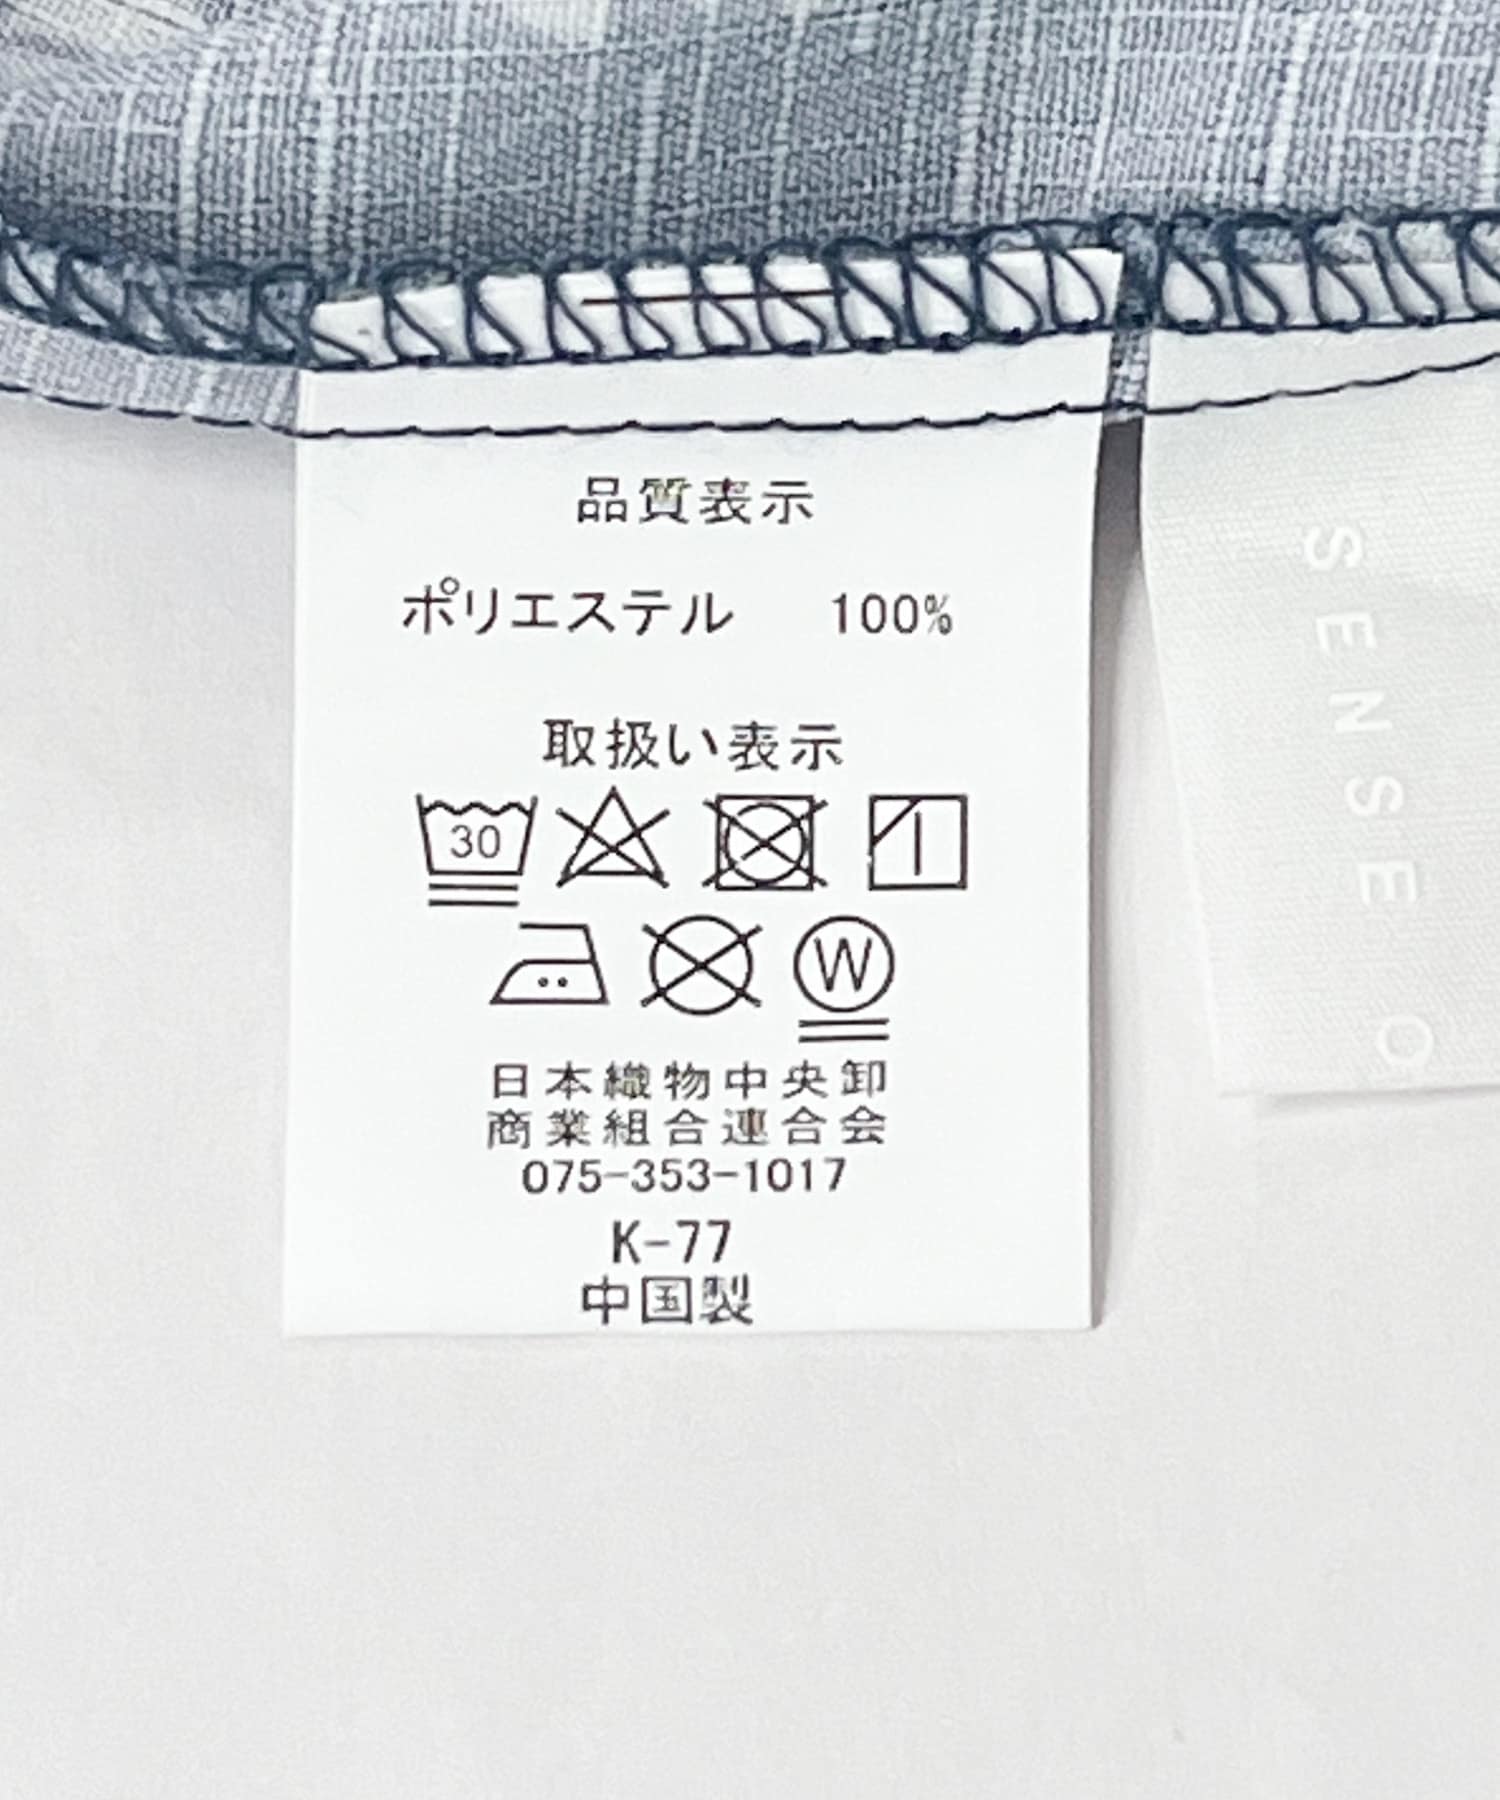 品質表示
ポリエステル 100%
取扱い表示
30
W
日本織物中央卸
商業組合連合会
075-353-1017
K-77
中国製
SENSE O